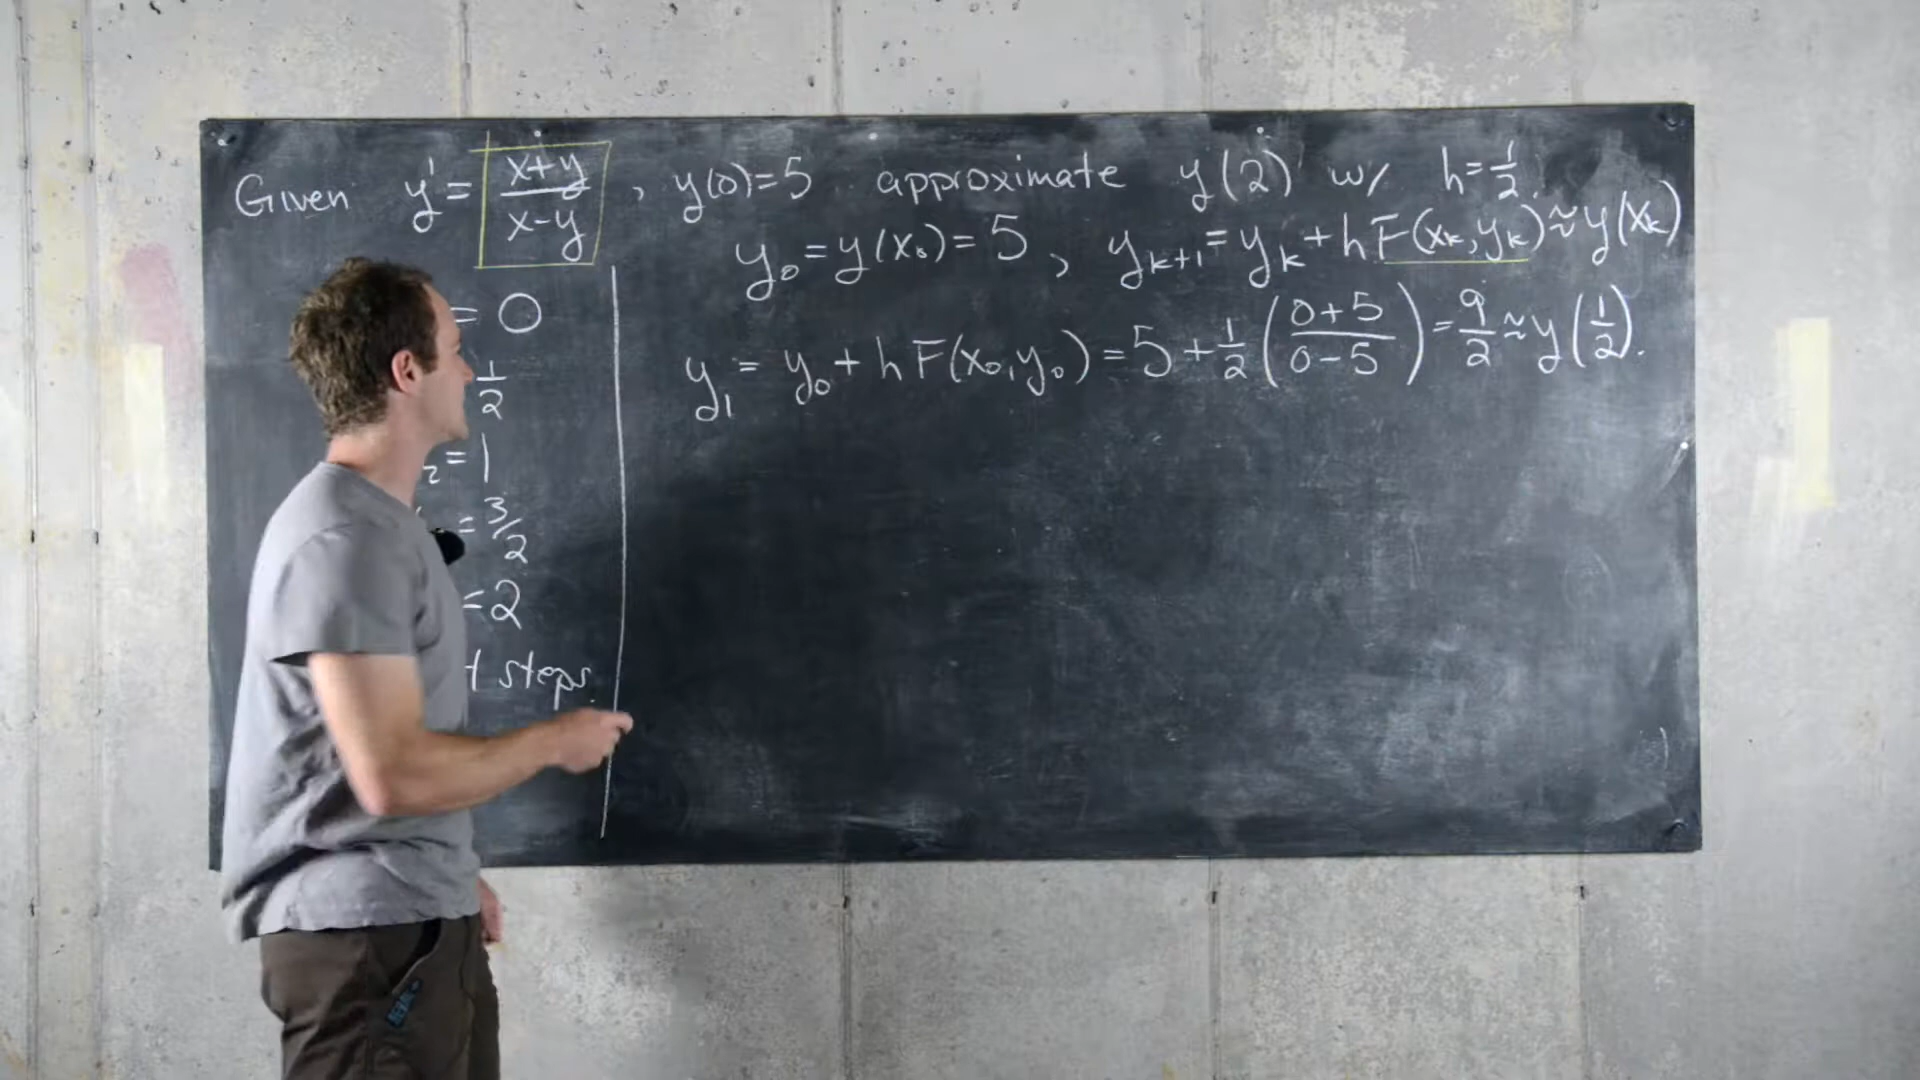 Given y' = (x+y)/(x-y), y(0)=5 approximate y(2) w/ h=1/2.
y₀ = y(x₀) = 5, yₖ₊₁ = yₖ + hF(xₖ,yₖ) ≈ y(xₖ)
y₁ = y₀ + hF(x₀,y₀) = 5 + 1/2 ((0+5)/(0-5)) = 9/2 ≈ y(1/2).
= 0
1/2
₂ = 1
= 3/2
= 2
steps.